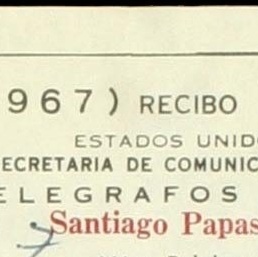 967) RECIBO
ESTADOS UNID
ECRETARIA DE COMUNIC
ELEGRAFOS
Santiago Papas